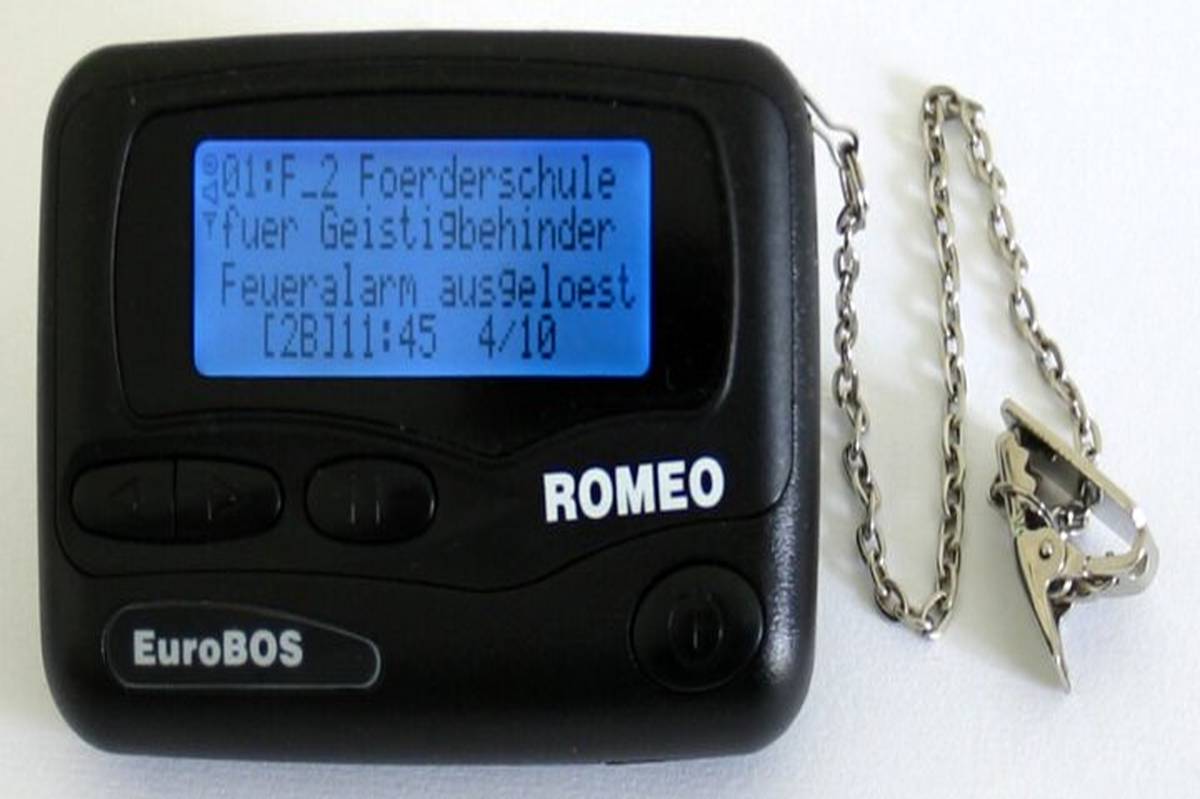 01:F_2 Foerderschule
fuer Geistigbehinder
Feueralarm ausgeloest
[2B]11:45 4/10
ROMEO
EuroBOS